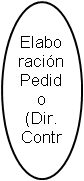 Elabo
ración
Pedid
o
(Dir.
Contr